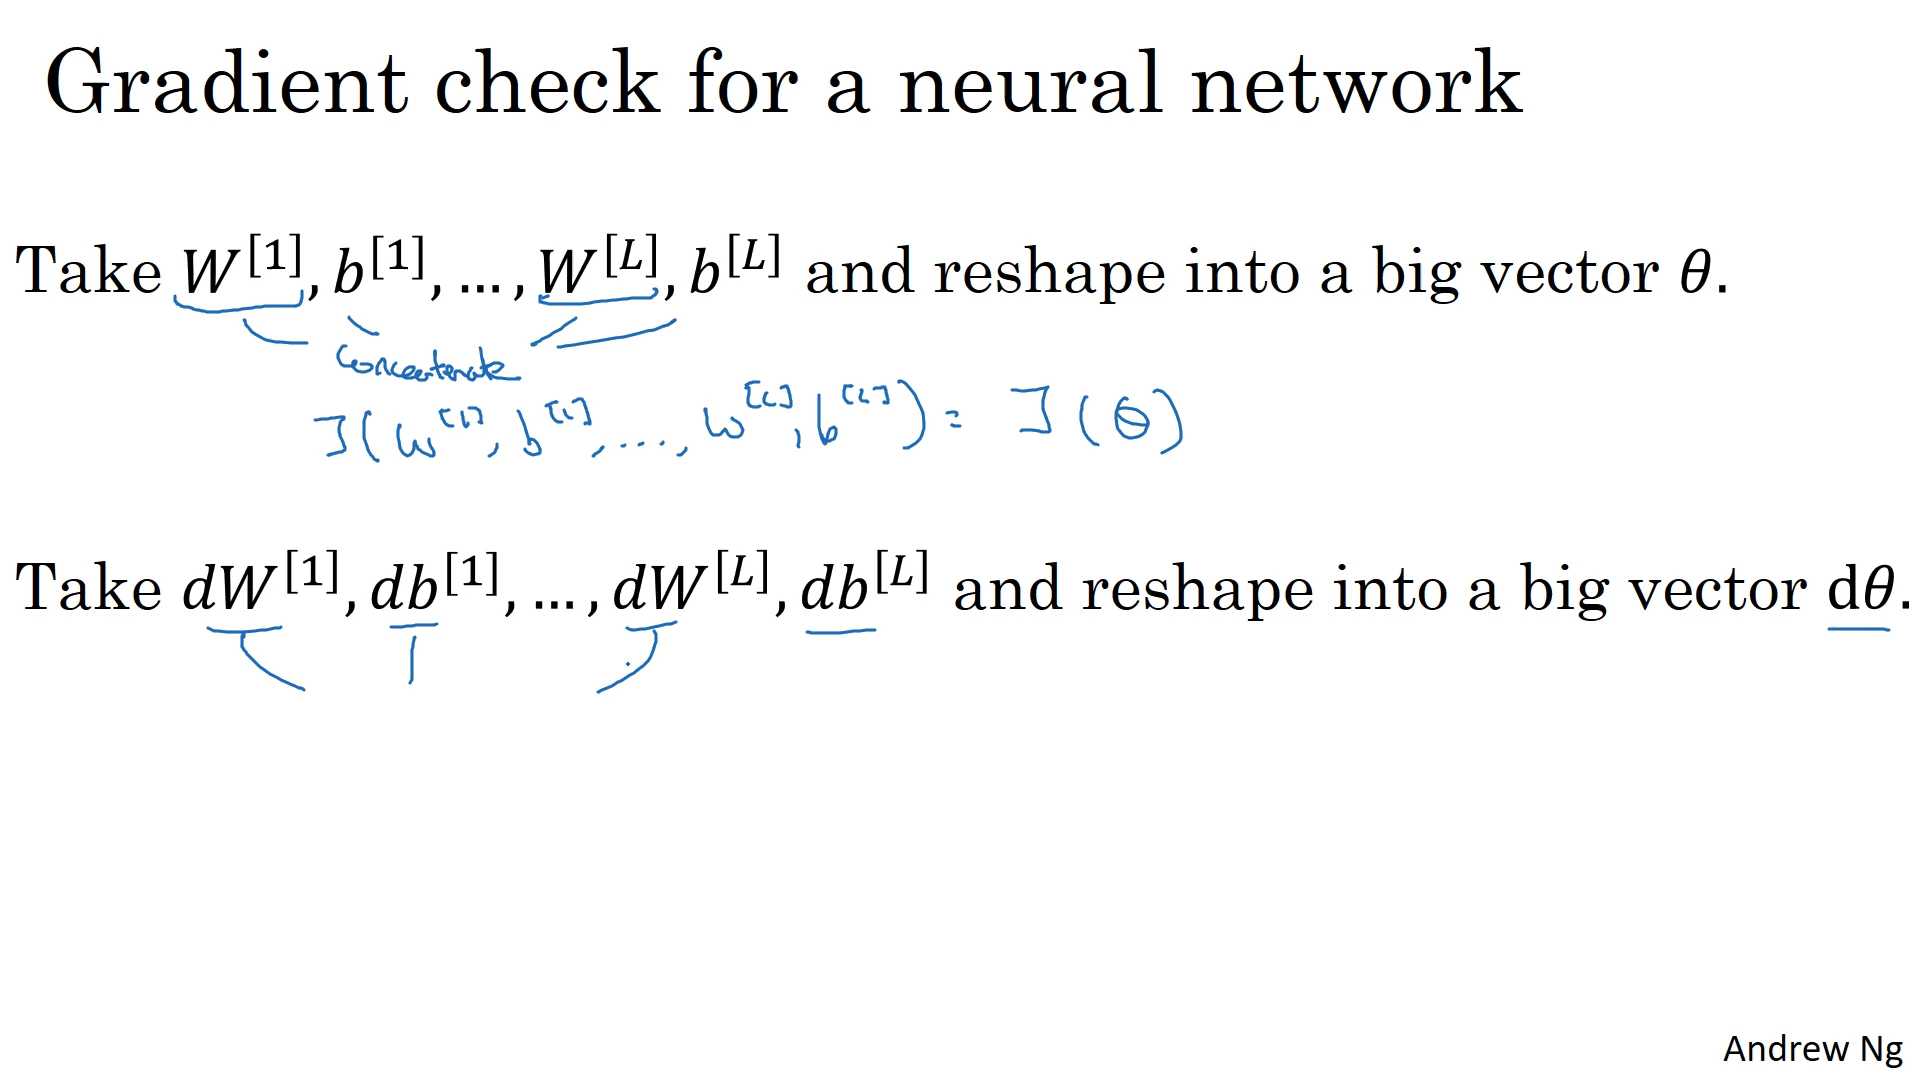 Gradient check for a neural network
Take W^[1], b^[1], ..., W^[L], b^[L] and reshape into a big vector θ.
concatenate
J(W^[1], b^[1], ...., W^[L], b^[L]) = J(θ)
Take dW^[1], db^[1], ..., dW^[L], db^[L] and reshape into a big vector dθ.
Andrew Ng